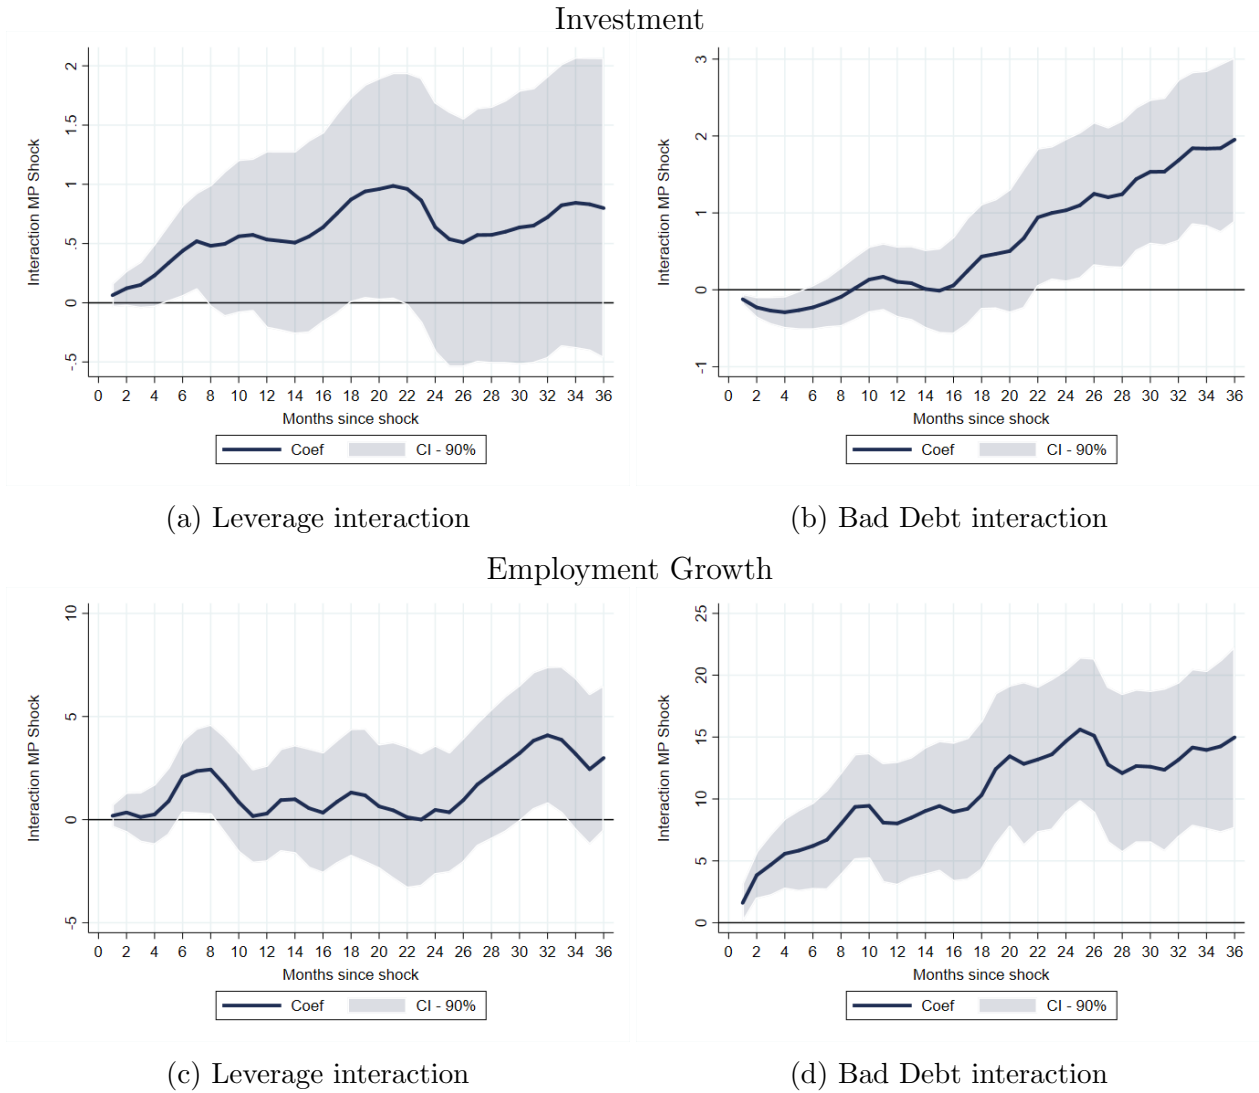 Investment
Interaction MP Shock
2
1.5
1
.5
0
-.5
0 2 4 6 8 10 12 14 16 18 20 22 24 26 28 30 32 34 36
Months since shock
Coef CI - 90%
(a) Leverage interaction
Interaction MP Shock
3
2
1
0
-1
0 2 4 6 8 10 12 14 16 18 20 22 24 26 28 30 32 34 36
Months since shock
Coef CI - 90%
(b) Bad Debt interaction
Employment Growth
Interaction MP Shock
10
5
0
-5
0 2 4 6 8 10 12 14 16 18 20 22 24 26 28 30 32 34 36
Months since shock
Coef CI - 90%
(c) Leverage interaction
Interaction MP Shock
25
20
15
10
5
0
0 2 4 6 8 10 12 14 16 18 20 22 24 26 28 30 32 34 36
Months since shock
Coef CI - 90%
(d) Bad Debt interaction